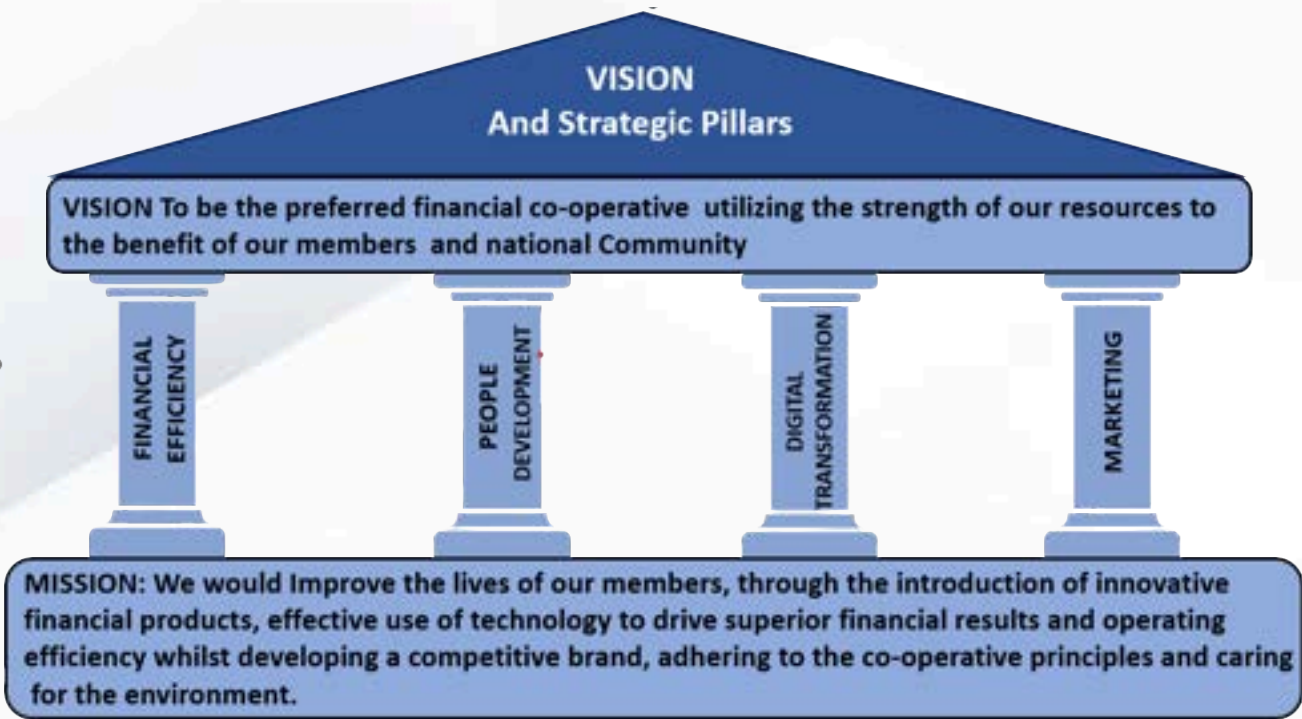 VISION
And Strategic Pillars
VISION To be the preferred financial co-operative utilizing the strength of our resources to
the benefit of our members and national Community
FINANCIAL
EFFICIENCY
PEOPLE
DEVELOPMENT
DIGITAL
TRANSFORMATION
MARKETING
MISSION: We would Improve the lives of our members, through the introduction of innovative
financial products, effective use of technology to drive superior financial results and operating
efficiency whilst developing a competitive brand, adhering to the co-operative principles and caring
for the environment.